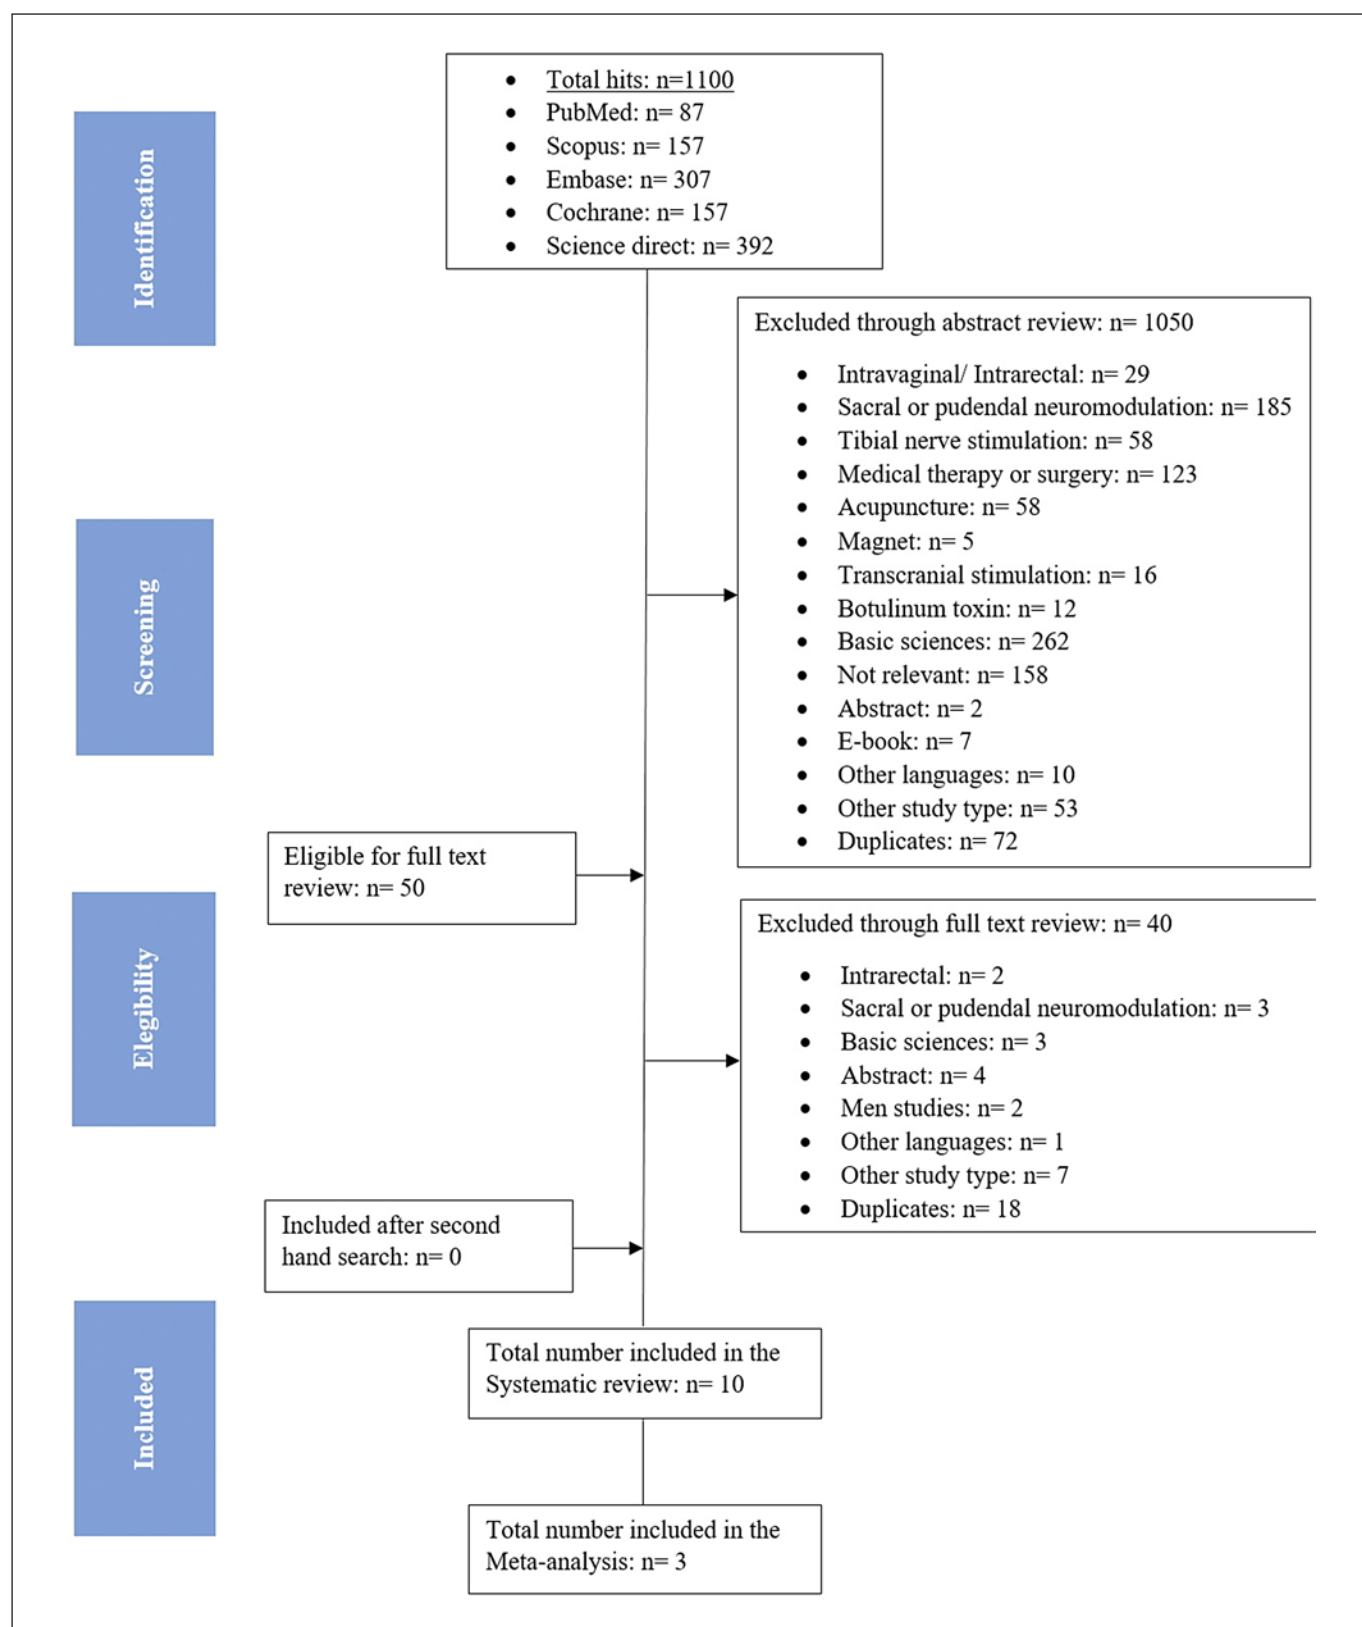 Identification
• Total hits: n=1100
• PubMed: n= 87
• Scopus: n= 157
• Embase: n= 307
• Cochrane: n= 157
• Science direct: n= 392
Screening
Excluded through abstract review: n= 1050
• Intravaginal/ Intrarectal: n= 29
• Sacral or pudendal neuromodulation: n= 185
• Tibial nerve stimulation: n= 58
• Medical therapy or surgery: n= 123
• Acupuncture: n= 58
• Magnet: n= 5
• Transcranial stimulation: n= 16
• Botulinum toxin: n= 12
• Basic sciences: n= 262
• Not relevant: n= 158
• Abstract: n= 2
• E-book: n= 7
• Other languages: n= 10
• Other study type: n= 53
• Duplicates: n= 72
Eligible for full text
review: n= 50
Elegibility
Excluded through full text review: n= 40
• Intrarectal: n= 2
• Sacral or pudendal neuromodulation: n= 3
• Basic sciences: n= 3
• Abstract: n= 4
• Men studies: n= 2
• Other languages: n= 1
• Other study type: n= 7
• Duplicates: n= 18
Included after second
hand search: n= 0
Included
Total number included in the
Systematic review: n= 10
Total number included in the
Meta-analysis: n= 3